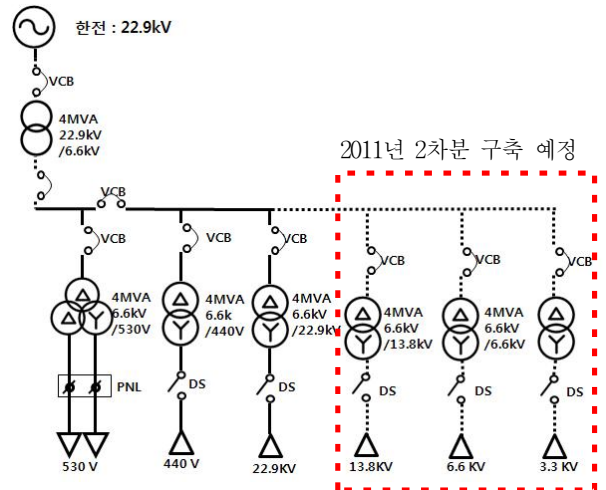 한전 : 22.9kV
VCB
4MVA
22.9kV
/6.6kV
2011년 2차분 구축 예정
VCB
VCB
VCB
VCB
VCB
VCB
VCB
4MVA
6.6kV
/530V
4MVA
6.6k
/440V
4MVA
6.6kV
/22.9kV
4MVA
6.6kV
/13.8kV
4MVA
6.6kV
/6.6kV
PNL
DS
DS
DS
DS
DS
530 V
440 V
22.9KV
13.8KV
6.6 KV
3.3 KV